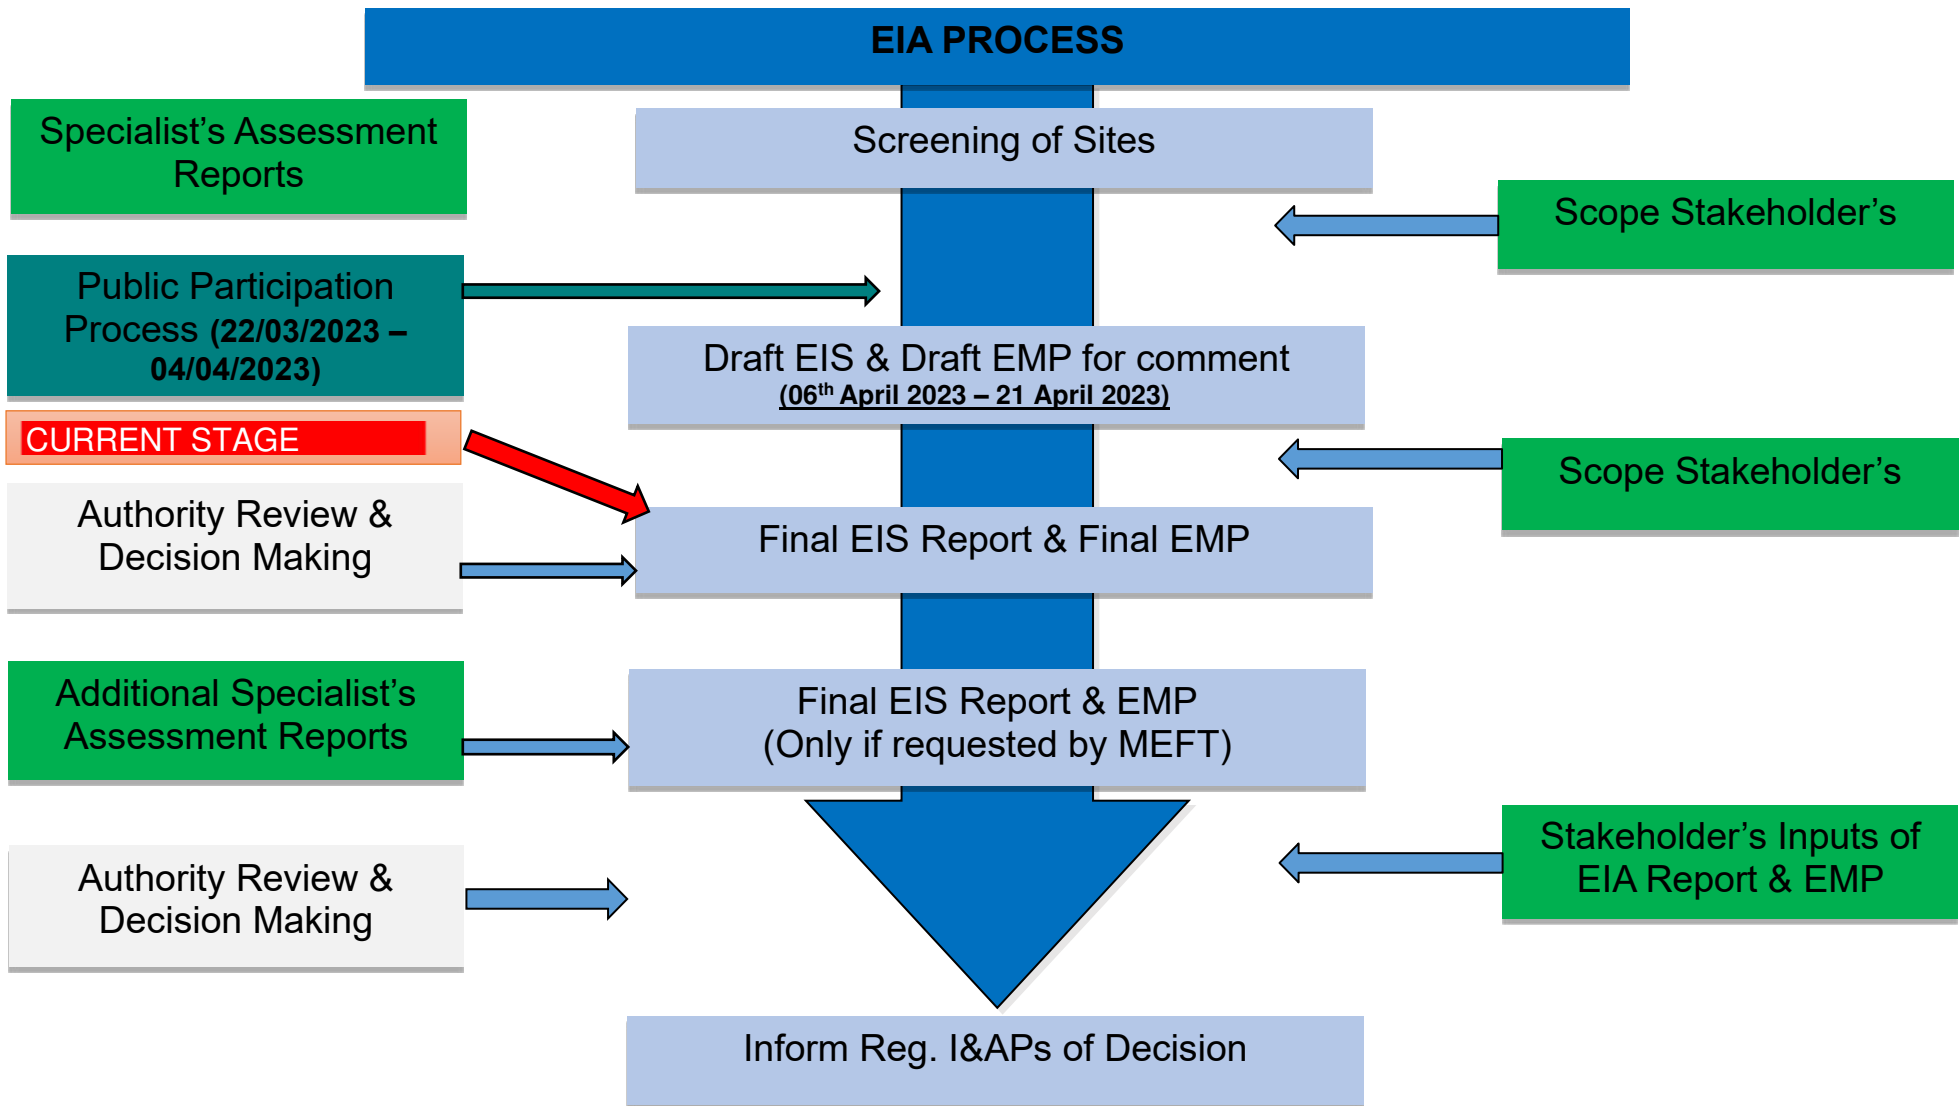 EIA PROCESS
Specialist's Assessment
Reports
Screening of Sites
Scope Stakeholder's
Public Participation
Process (22/03/2023 –
04/04/2023)
Draft EIS & Draft EMP for comment
(06th April 2023 – 21 April 2023)
CURRENT STAGE
Scope Stakeholder's
Authority Review &
Decision Making
Final EIS Report & Final EMP
Additional Specialist's
Assessment Reports
Final EIS Report & EMP
(Only if requested by MEFT)
Authority Review &
Decision Making
Stakeholder's Inputs of
EIA Report & EMP
Inform Reg. I&APs of Decision